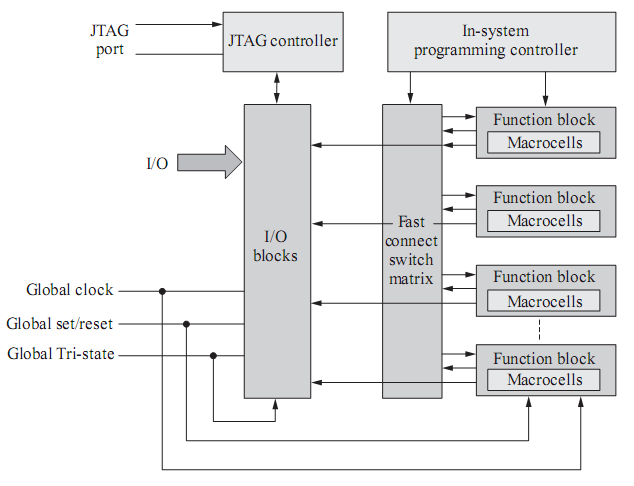 JTAG
port
JTAG controller
In-system
programming controller
Function block
Macrocells
I/O
Function block
Macrocells
I/O
blocks
Fast
connect
switch
matrix
Function block
Macrocells
Global clock
Global set/reset
Global Tri-state
Function block
Macrocells